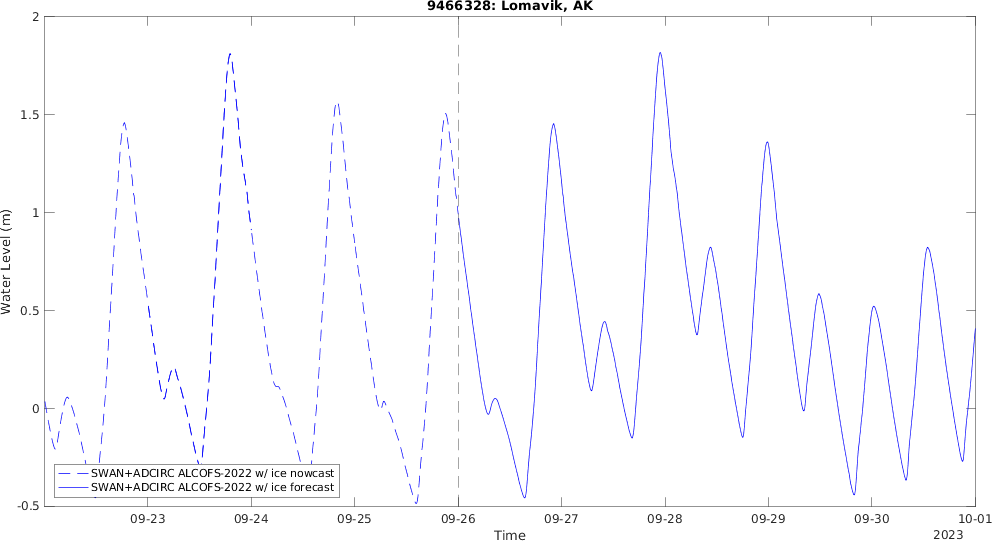 9466328: Lomavik, AK
Water Level (m)
2
1.5
1
0.5
0
-0.5
SWAN+ADCIRC ALCOFS-2022 w/ ice nowcast
SWAN+ADCIRC ALCOFS-2022 w/ ice forecast
09-23 09-24 09-25 09-26 09-27 09-28 09-29 09-30 10-01
Time
2023